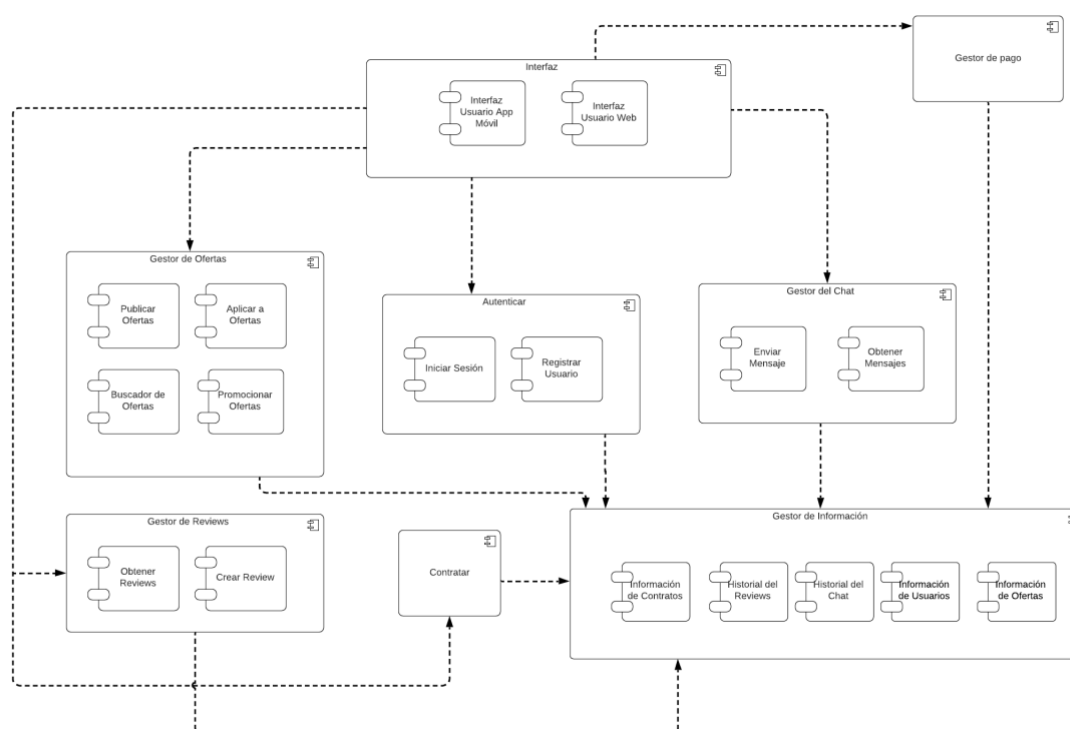 Gestor de pago
Interfaz
Interfaz
Usuario App
Móvil
Interfaz
Usuario Web
Gestor de Ofertas
Publicar
Ofertas
Aplicar a
Ofertas
Buscador de
Ofertas
Promocionar
Ofertas
Autenticar
Iniciar Sesión
Registrar
Usuario
Gestor del Chat
Enviar
Mensaje
Obtener
Mensajes
Gestor de Reviews
Obtener
Reviews
Crear Review
Contratar
Gestor de Información
Información
de Contratos
Historial del
Reviews
Historial del
Chat
Información
de Usuarios
Información
de Ofertas